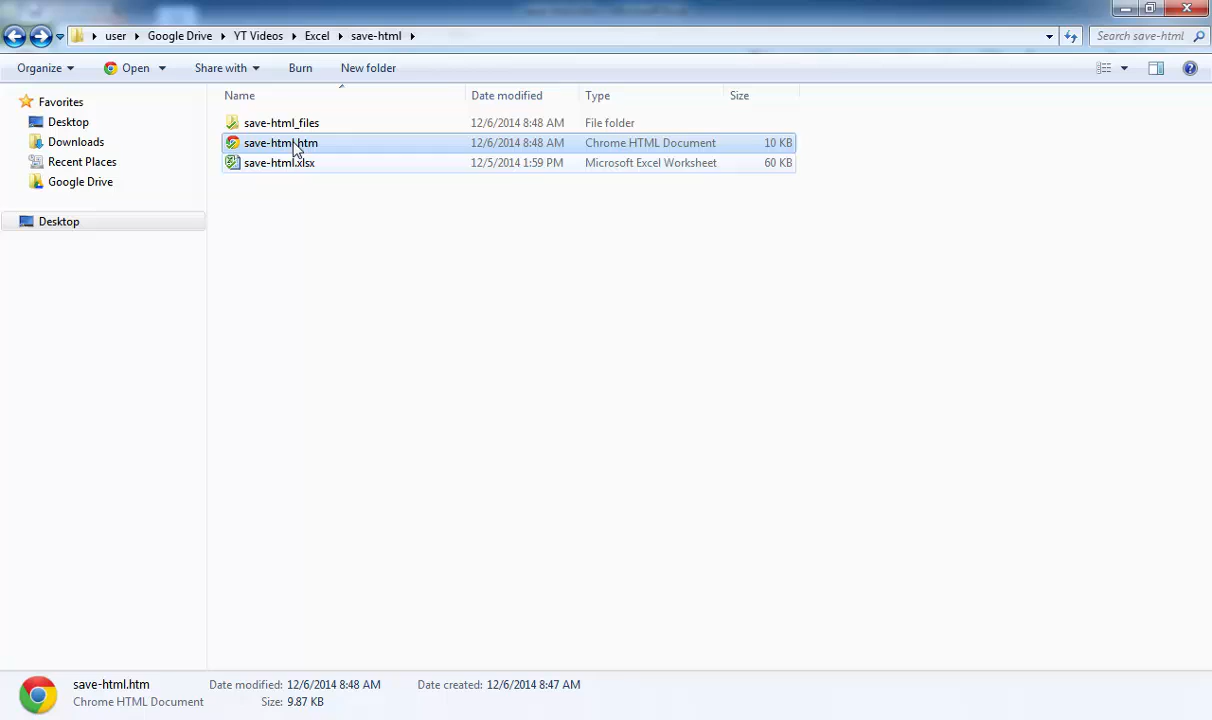 user Google Drive YT Videos Excel save-html Search save-html
Organize Open Share with Burn New folder
Name Date modified Type Size
Favorites
Desktop
Downloads
Recent Places
Google Drive
Desktop
save-html_files 12/6/2014 8:48 AM File folder
save-html.htm 12/6/2014 8:48 AM Chrome HTML Document 10 KB
save-html.xlsx 12/5/2014 1:59 PM Microsoft Excel Worksheet 60 KB
save-html.htm Date modified: 12/6/2014 8:48 AM Date created: 12/6/2014 8:47 AM
Chrome HTML Document Size: 9.87 KB